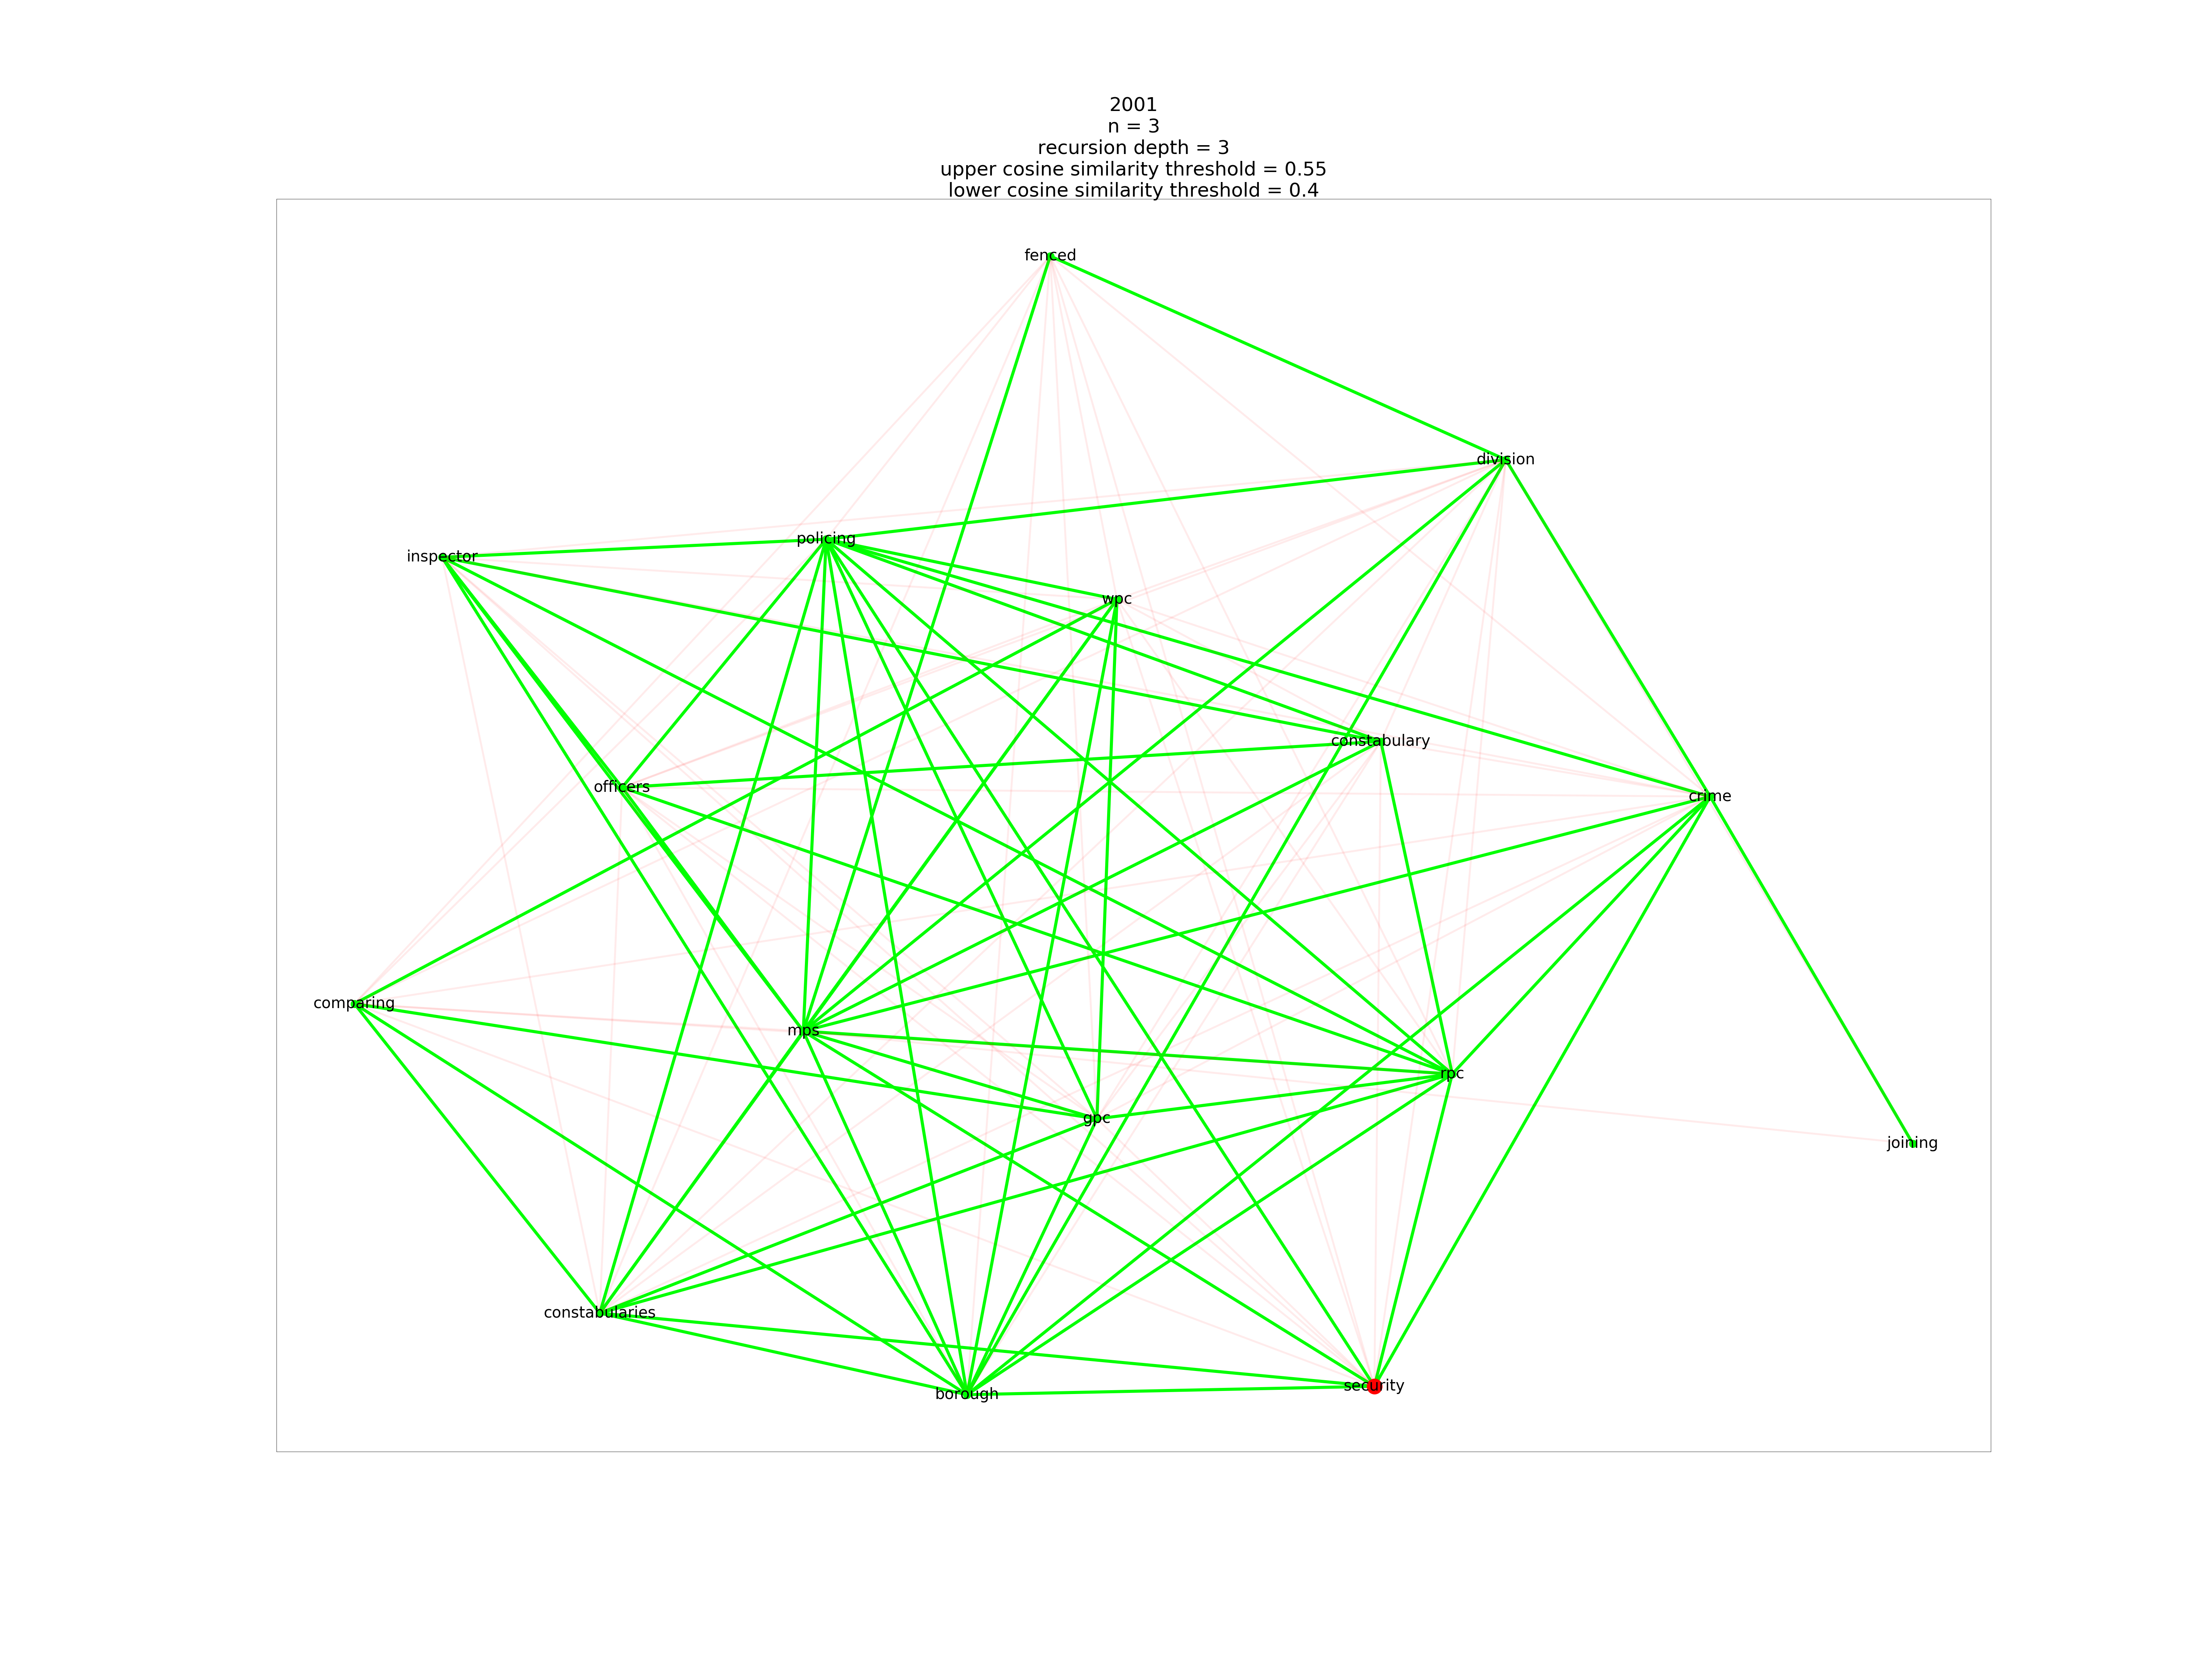 2001
n = 3
recursion depth = 3
upper cosine similarity threshold = 0.55
lower cosine similarity threshold = 0.4
fenced
division
policing
inspector
wpc
constabulary
officers
crime
comparing
mps
rpc
gpc
joining
constabularies
security
borough